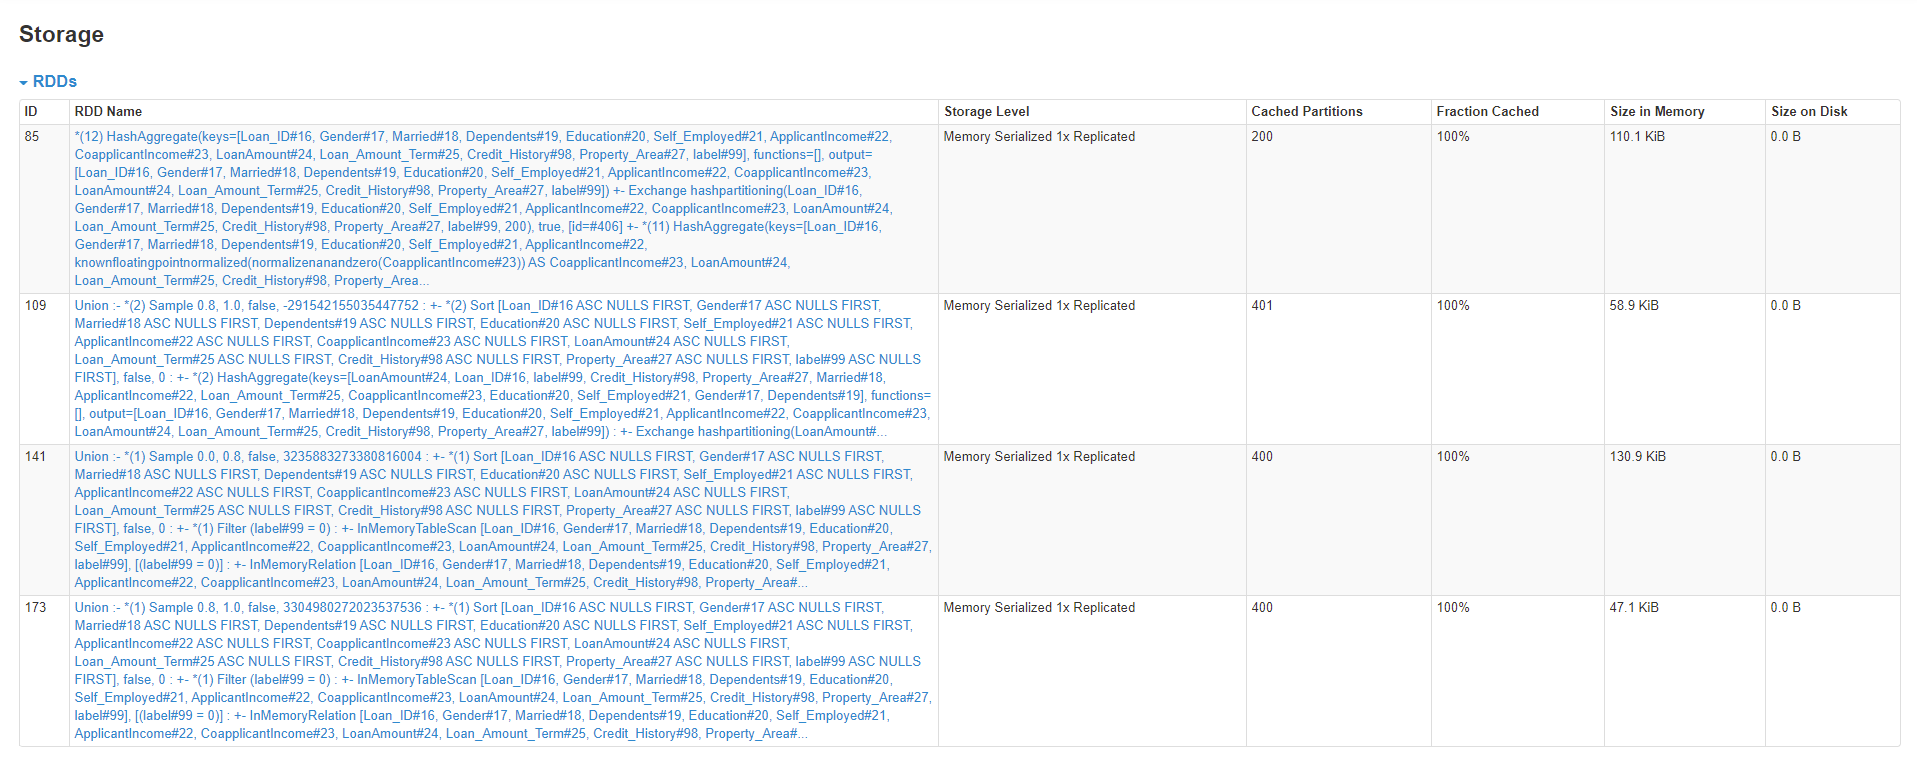 Storage
RDDs
ID RDD Name Storage Level Cached Partitions Fraction Cached Size in Memory Size on Disk
85 *(12) HashAggregate(keys=[Loan_ID#16, Gender#17, Married#18, Dependents#19, Education#20, Self_Employed#21, ApplicantIncome#22, Memory Serialized 1x Replicated 200 100% 110.1 KiB 0.0 B
CoapplicantIncome#23, LoanAmount#24, Loan_Amount_Term#25, Credit_History#98, Property_Area#27, label#99], functions=[], output=
[Loan_ID#16, Gender#17, Married#18, Dependents#19, Education#20, Self_Employed#21, ApplicantIncome#22, CoapplicantIncome#23,
LoanAmount#24, Loan_Amount_Term#25, Credit_History#98, Property_Area#27, label#99]) +- Exchange hashpartitioning(Loan_ID#16,
Gender#17, Married#18, Dependents#19, Education#20, Self_Employed#21, ApplicantIncome#22, CoapplicantIncome#23, LoanAmount#24,
Loan_Amount_Term#25, Credit_History#98, Property_Area#27, label#99, 200), true, [id=#406] +- *(11) HashAggregate(keys=[Loan_ID#16,
Gender#17, Married#18, Dependents#19, Education#20, Self_Employed#21, ApplicantIncome#22,
knownfloatingpointnormalized(normalizenanandzero(CoapplicantIncome#23)) AS CoapplicantIncome#23, LoanAmount#24,
Loan_Amount_Term#25, Credit_History#98, Property_Area...
109 Union :- *(2) Sample 0.8, 1.0, false, -291542155035447752 : +- *(2) Sort [Loan_ID#16 ASC NULLS FIRST, Gender#17 ASC NULLS FIRST, Memory Serialized 1x Replicated 401 100% 58.9 KiB 0.0 B
Married#18 ASC NULLS FIRST, Dependents#19 ASC NULLS FIRST, Education#20 ASC NULLS FIRST, Self_Employed#21 ASC NULLS FIRST,
ApplicantIncome#22 ASC NULLS FIRST, CoapplicantIncome#23 ASC NULLS FIRST, LoanAmount#24 ASC NULLS FIRST,
Loan_Amount_Term#25 ASC NULLS FIRST, Credit_History#98 ASC NULLS FIRST, Property_Area#27 ASC NULLS FIRST, label#99 ASC NULLS
FIRST], false, 0 : +- *(2) HashAggregate(keys=[LoanAmount#24, Loan_ID#16, label#99, Credit_History#98, Property_Area#27, Married#18,
ApplicantIncome#22, Loan_Amount_Term#25, CoapplicantIncome#23, Education#20, Self_Employed#21, Gender#17, Dependents#19], functions=
[], output=[Loan_ID#16, Gender#17, Married#18, Dependents#19, Education#20, Self_Employed#21, ApplicantIncome#22, CoapplicantIncome#23,
LoanAmount#24, Loan_Amount_Term#25, Credit_History#98, Property_Area#27, label#99]) : +- Exchange hashpartitioning(LoanAmount#...
141 Union :- *(1) Sample 0.0, 0.8, false, 3235883273380816004 : +- *(1) Sort [Loan_ID#16 ASC NULLS FIRST, Gender#17 ASC NULLS FIRST, Memory Serialized 1x Replicated 400 100% 130.9 KiB 0.0 B
Married#18 ASC NULLS FIRST, Dependents#19 ASC NULLS FIRST, Education#20 ASC NULLS FIRST, Self_Employed#21 ASC NULLS FIRST,
ApplicantIncome#22 ASC NULLS FIRST, CoapplicantIncome#23 ASC NULLS FIRST, LoanAmount#24 ASC NULLS FIRST,
Loan_Amount_Term#25 ASC NULLS FIRST, Credit_History#98 ASC NULLS FIRST, Property_Area#27 ASC NULLS FIRST, label#99 ASC NULLS
FIRST], false, 0 : +- *(1) Filter (label#99 = 0) : +- InMemoryTableScan [Loan_ID#16, Gender#17, Married#18, Dependents#19, Education#20,
Self_Employed#21, ApplicantIncome#22, CoapplicantIncome#23, LoanAmount#24, Loan_Amount_Term#25, Credit_History#98, Property_Area#27,
label#99], [(label#99 = 0)] : +- InMemoryRelation [Loan_ID#16, Gender#17, Married#18, Dependents#19, Education#20, Self_Employed#21,
ApplicantIncome#22, CoapplicantIncome#23, LoanAmount#24, Loan_Amount_Term#25, Credit_History#98, Property_Area#...
173 Union :- *(1) Sample 0.8, 1.0, false, 3304980272023537536 : +- *(1) Sort [Loan_ID#16 ASC NULLS FIRST, Gender#17 ASC NULLS FIRST, Memory Serialized 1x Replicated 400 100% 47.1 KiB 0.0 B
Married#18 ASC NULLS FIRST, Dependents#19 ASC NULLS FIRST, Education#20 ASC NULLS FIRST, Self_Employed#21 ASC NULLS FIRST,
ApplicantIncome#22 ASC NULLS FIRST, CoapplicantIncome#23 ASC NULLS FIRST, LoanAmount#24 ASC NULLS FIRST,
Loan_Amount_Term#25 ASC NULLS FIRST, Credit_History#98 ASC NULLS FIRST, Property_Area#27 ASC NULLS FIRST, label#99 ASC NULLS
FIRST], false, 0 : +- *(1) Filter (label#99 = 0) : +- InMemoryTableScan [Loan_ID#16, Gender#17, Married#18, Dependents#19, Education#20,
Self_Employed#21, ApplicantIncome#22, CoapplicantIncome#23, LoanAmount#24, Loan_Amount_Term#25, Credit_History#98, Property_Area#27,
label#99], [(label#99 = 0)] : +- InMemoryRelation [Loan_ID#16, Gender#17, Married#18, Dependents#19, Education#20, Self_Employed#21,
ApplicantIncome#22, CoapplicantIncome#23, LoanAmount#24, Loan_Amount_Term#25, Credit_History#98, Property_Area#...